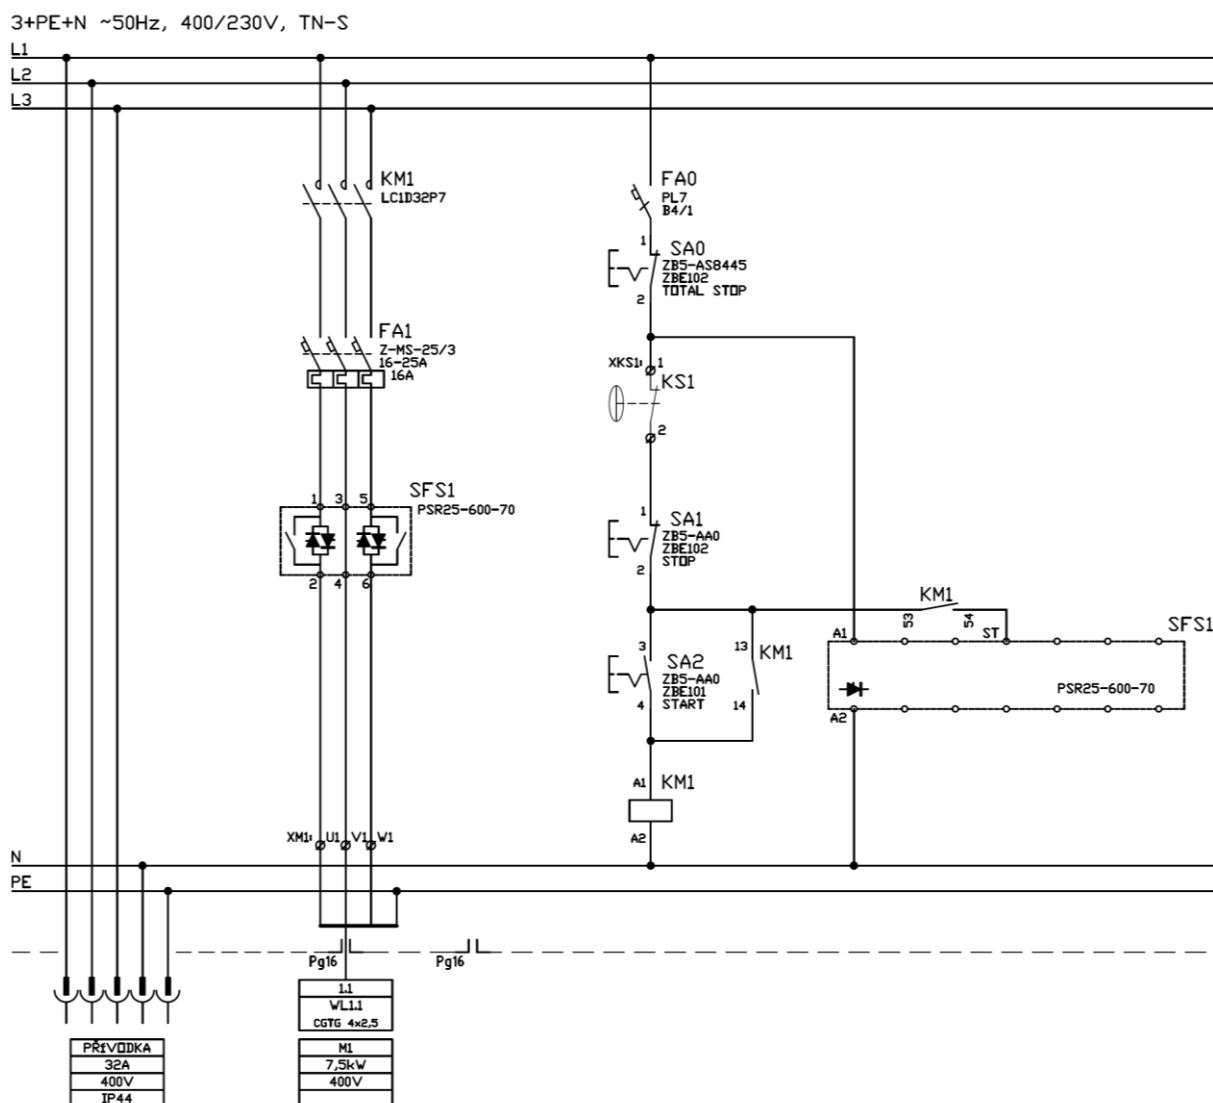 3+PE+N ~50Hz, 400/230V, TN-S
L1
L2
L3
KM1
LC1D32P7
FA1
Z-MS-25/3
16-25A
16A
1 3 5
SFS1
PSR25-600-70
2 4 6
XM1: U1 V1 W1
FA0
PL7
B4/1
1
SA0
ZB5-AS8445
ZBE102
TOTAL STOP
2
XKS1: 1
KS1
2
1
SA1
ZB5-AA0
ZBE102
STOP
2
3
SA2
ZB5-AA0
ZBE101
START
4
13
KM1
14
KM1
53
54
A1
ST
SFS1
PSR25-600-70
A2
A1
KM1
A2
N
PE
Pg16
Pg16
1.1
WL1.1
CGTG 4x2,5
PŘÍVODKA
32A
400V
IP44
M1
7,5kW
400V